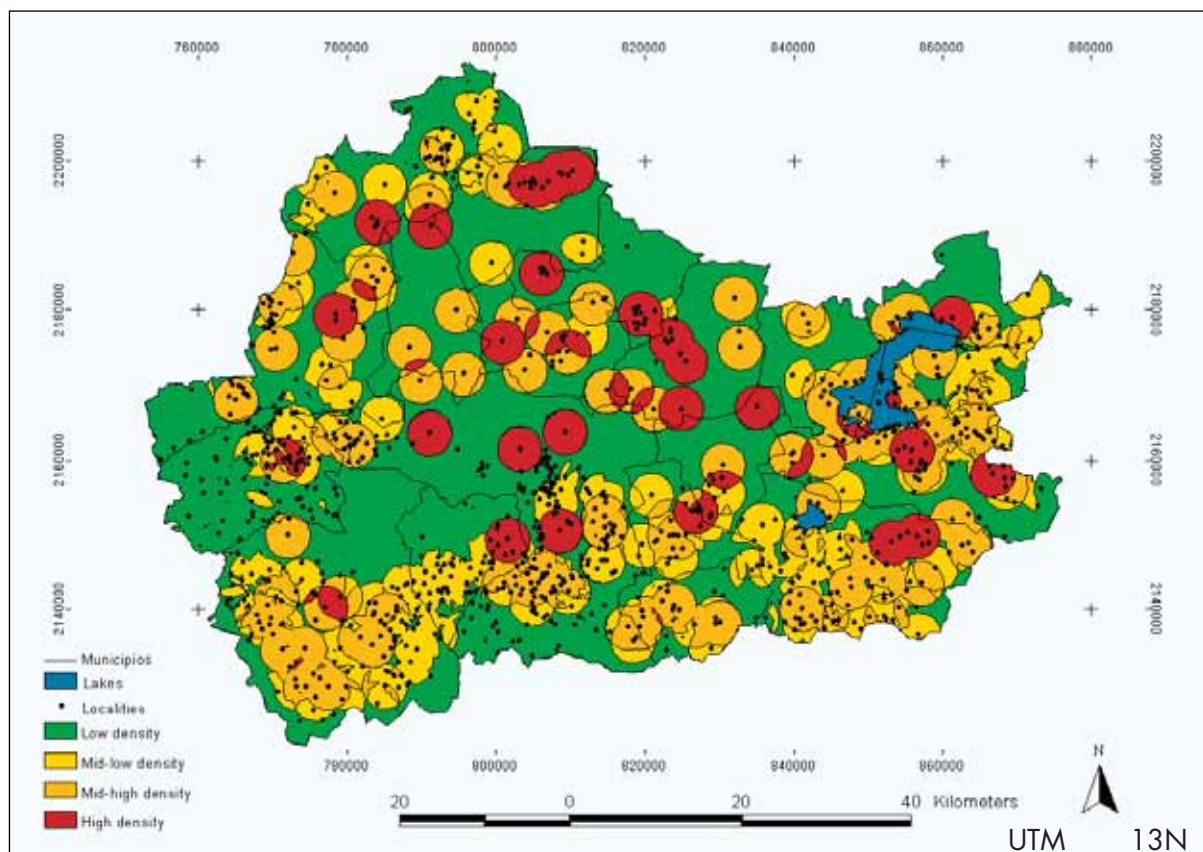 760000 780000 800000 820000 840000 860000 880000
2200000 2200000
2180000 2180000
2160000 2160000
2140000 2140000
Municipios
Lakes
Localities
Low density
Mid-low density
Mid-high density
High density
780000 800000 820000 840000 860000
20 0 20 40 Kilometers
N
UTM 13N